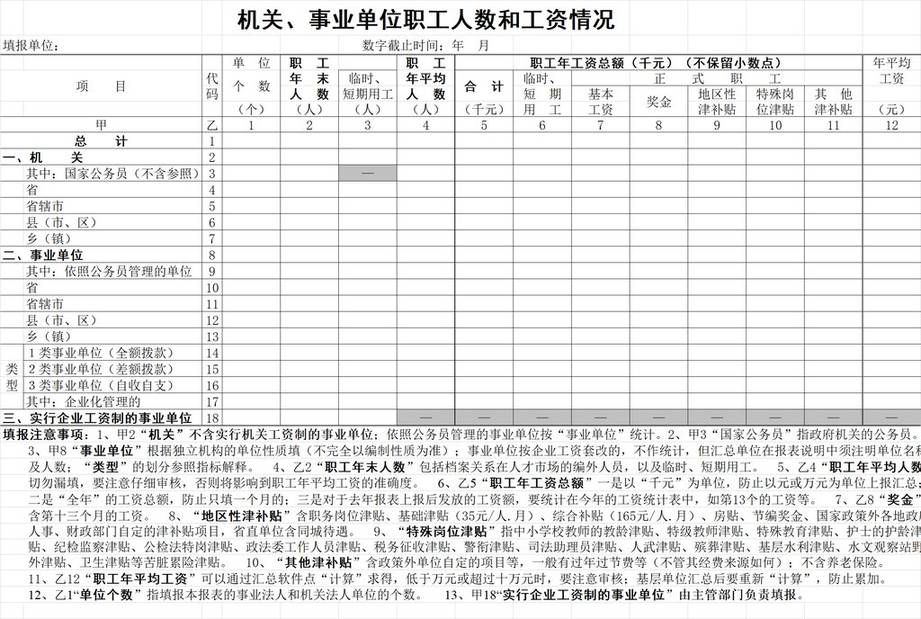 机关、事业单位职工人数和工资情况
填报单位： 数字截止时间： 年 月
项 目 代码 单 位 个 数 （个） 职 工 年 末 人 数 （人） 临时、短期用工（人） 职 工 年平均 人 数 （人） 职工年工资总额（千元）（不保留小数点） 年平均工资 （元）
合 计 （千元） 临时、短 期 用 工 正 式 职 工
基本工资 奖金 地区性津补贴 特殊岗位津贴 其 他 津补贴
甲 乙 1 2 3 4 5 6 7 8 9 10 11 12
总 计 1
一、机 关 2
其中：国家公务员（不含参照） 3 —
省 4
省辖市 5
县（市、区） 6
乡（镇） 7
二、事业单位 8
其中：依照公务员管理的单位 9
省 10
省辖市 11
县（市、区） 12
乡（镇） 13
类型
1类事业单位（全额拨款） 14
2类事业单位（差额拨款） 15
3类事业单位（自收自支） 16
其中：企业化管理的 17
三、实行企业工资制的事业单位 18 — — — — — — — — —
填报注意事项：1、甲2“机关”不含实行机关工资制的事业单位；依照公务员管理的事业单位按“事业单位”统计。2、甲3“国家公务员”指政府机关的公务员。
3、甲8“事业单位”根据独立机构的单位性质填（不完全以编制性质为准）；事业单位按企业工资套改的，不作统计，但汇总单位在报表说明中须注明单位名称
及人数；“类型”的划分参照指标解释。 4、乙2“职工年末人数”包括档案关系在人才市场的编外人员，以及临时、短期用工。 5、乙4“职工年平均人数
切勿漏填，要注意仔细审核，否则将影响到职工年平均工资的准确度。 6、乙5“职工年工资总额”一是以“千元”为单位，防止以元或万元为单位上报汇总；
二是“全年”的工资总额，防止只填一个月的；三是对于去年报表上报后发放的工资额，要统计在今年的工资统计表中，如第13个的工资等。 7、乙8“奖金”
含第十三个月的工资。 8、“地区性津补贴”含职务岗位津贴、基础津贴（35元/人.月）、综合补贴（165元/人.月）、房贴、节编奖金、国家政策外各地政府
人事、财政部门自定的津补贴项目，省直单位含同城待遇。 9、“特殊岗位津贴”指中小学校教师的教龄津贴、特级教师津贴、特殊教育津贴、护士的护龄津
贴、纪检监察津贴、公检法特岗津贴、政法委工作人员津贴、税务征收津贴、警衔津贴、司法助理员津贴、人武津贴、殡葬津贴、基层水利津贴、水文观察站野
外津贴、卫生津贴等苦脏累险津贴。 10、“其他津补贴”含政策外单位自定的项目等，一般有过年过节费等（不管其经费来源如何）；不含养老保险。
11、乙12“职工年平均工资”可以通过汇总软件点“计算”求得，低于万元或超过十万元时，要注意审核；基层单位汇总后要重新“计算”，防止累加。
12、乙1“单位个数”指填报本报表的事业法人和机关法人单位的个数。 13、甲18“实行企业工资制的事业单位”由主管部门负责填报。